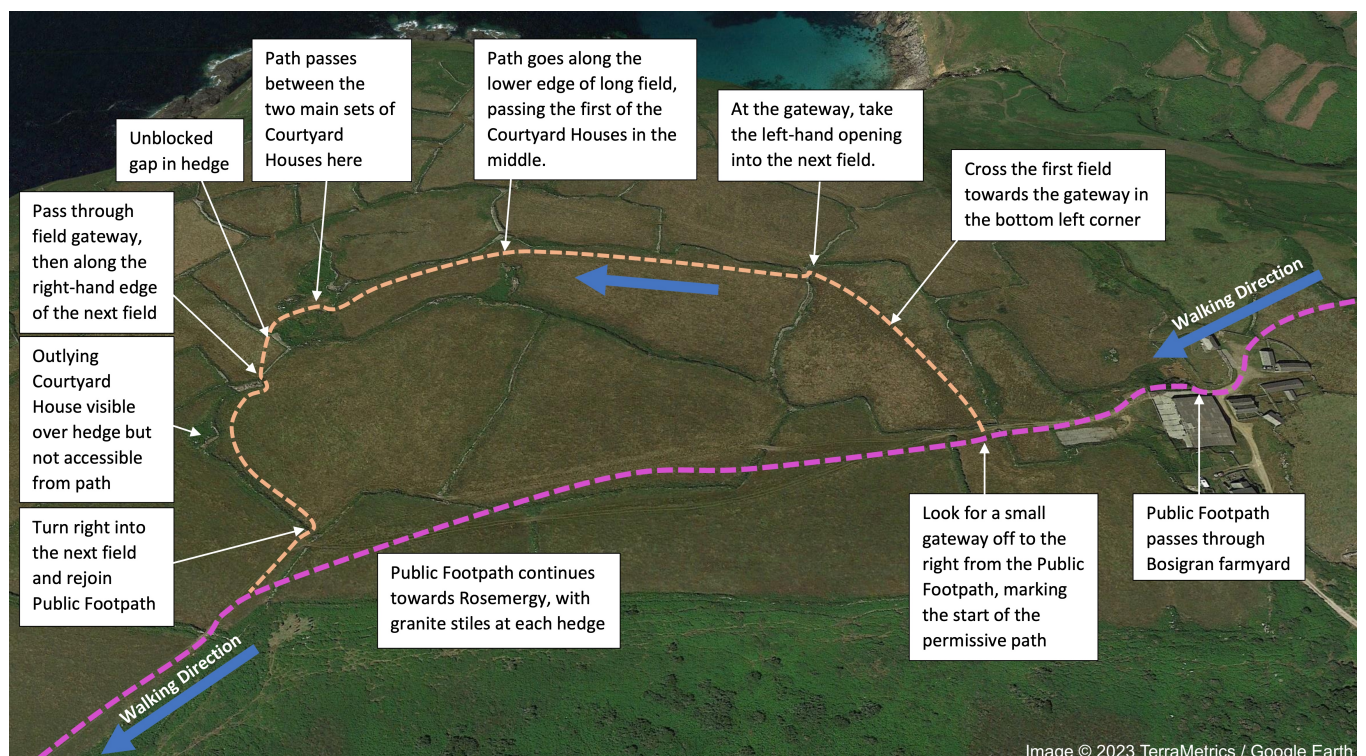 Path passes
between the
two main sets of
Courtyard
Houses here
Path goes along the
lower edge of long field,
passing the first of the
Courtyard Houses in the
middle.
At the gateway, take
the left-hand opening
into the next field.
Unblocked
gap in hedge
Cross the first field
towards the gateway in
the bottom left corner
Pass through
field gateway,
then along the
right-hand edge
of the next field
Walking Direction
Outlying
Courtyard
House visible
over hedge but
not accessible
from path
Turn right into
the next field
and rejoin
Public Footpath
Public Footpath continues
towards Rosemergy, with
granite stiles at each hedge
Look for a small
gateway off to the
right from the Public
Footpath, marking
the start of the
permissive path
Public Footpath
passes through
Bosigran farmyard
Walking Direction
Image © 2023 TerraMetrics / Google Earth